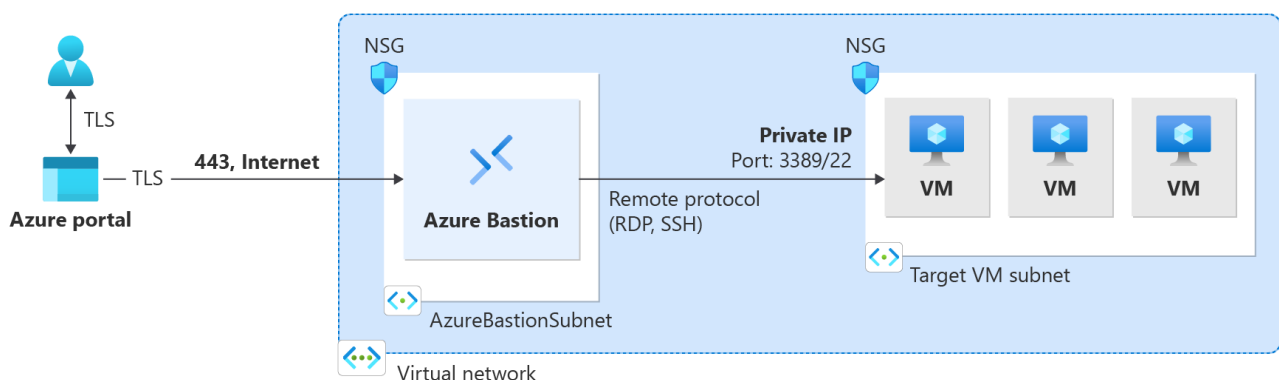 NSG
NSG
TLS
443, Internet
TLS
Azure portal
Azure Bastion
Private IP
Port: 3389/22
Remote protocol
(RDP, SSH)
VM
VM
VM
Target VM subnet
AzureBastionSubnet
Virtual network